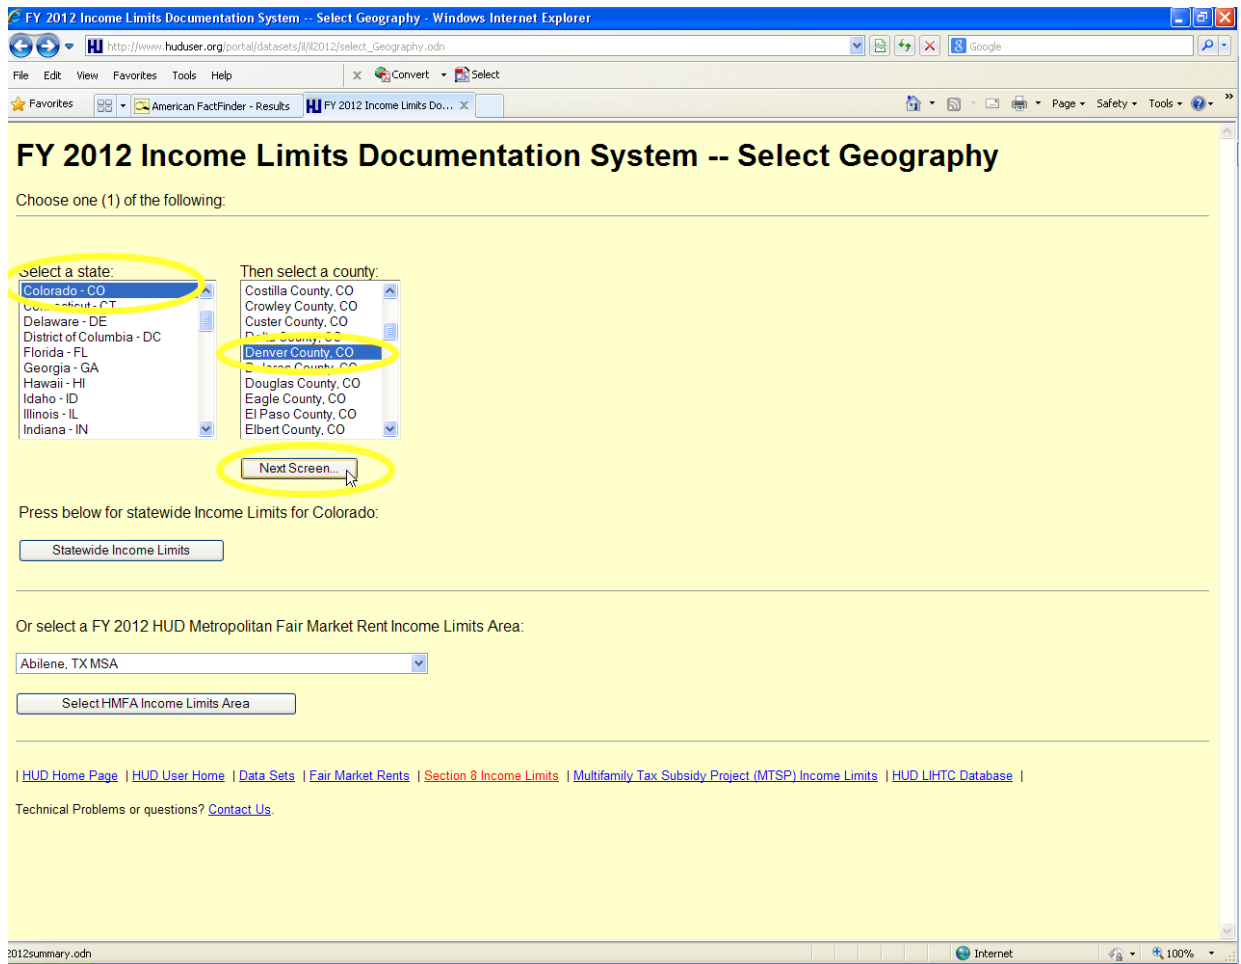 FY 2012 Income Limits Documentation System -- Select Geography - Windows Internet Explorer
http://www.huduser.org/portal/datasets/il/il2012/select_Geography.odn
Google
File Edit View Favorites Tools Help
x Convert Select
Favorites
American FactFinder - Results
FY 2012 Income Limits Do... X
Page Safety Tools
FY 2012 Income Limits Documentation System -- Select Geography
Choose one (1) of the following:
Select a state: Then select a county:
Colorado - CO
Connecticut - CT
Delaware - DE
District of Columbia - DC
Florida - FL
Georgia - GA
Hawaii - HI
Idaho - ID
Illinois - IL
Indiana - IN
Costilla County, CO
Crowley County, CO
Custer County, CO
Delta County, CO
Denver County, CO
Dolores County, CO
Douglas County, CO
Eagle County, CO
El Paso County, CO
Elbert County, CO
Next Screen...
Press below for statewide Income Limits for Colorado:
Statewide Income Limits
Or select a FY 2012 HUD Metropolitan Fair Market Rent Income Limits Area:
Abilene, TX MSA
Select HMFA Income Limits Area
| HUD Home Page | HUD User Home | Data Sets | Fair Market Rents | Section 8 Income Limits | Multifamily Tax Subsidy Project (MTSP) Income Limits | HUD LIHTC Database |
Technical Problems or questions? Contact Us.
2012summary.odn Internet 100%